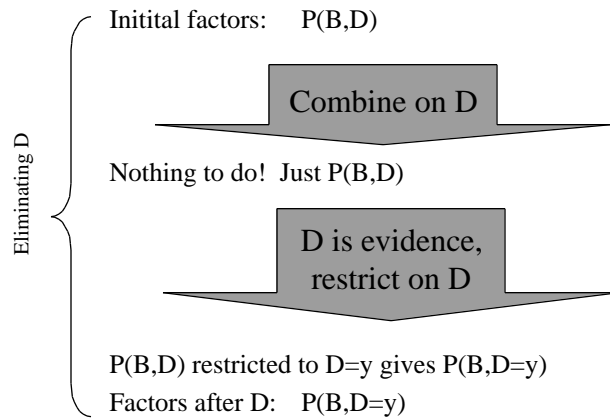 Initital factors: P(B,D)
Combine on D
Nothing to do! Just P(B,D)
Eliminating D
D is evidence,
restrict on D
P(B,D) restricted to D=y gives P(B,D=y)
Factors after D: P(B,D=y)